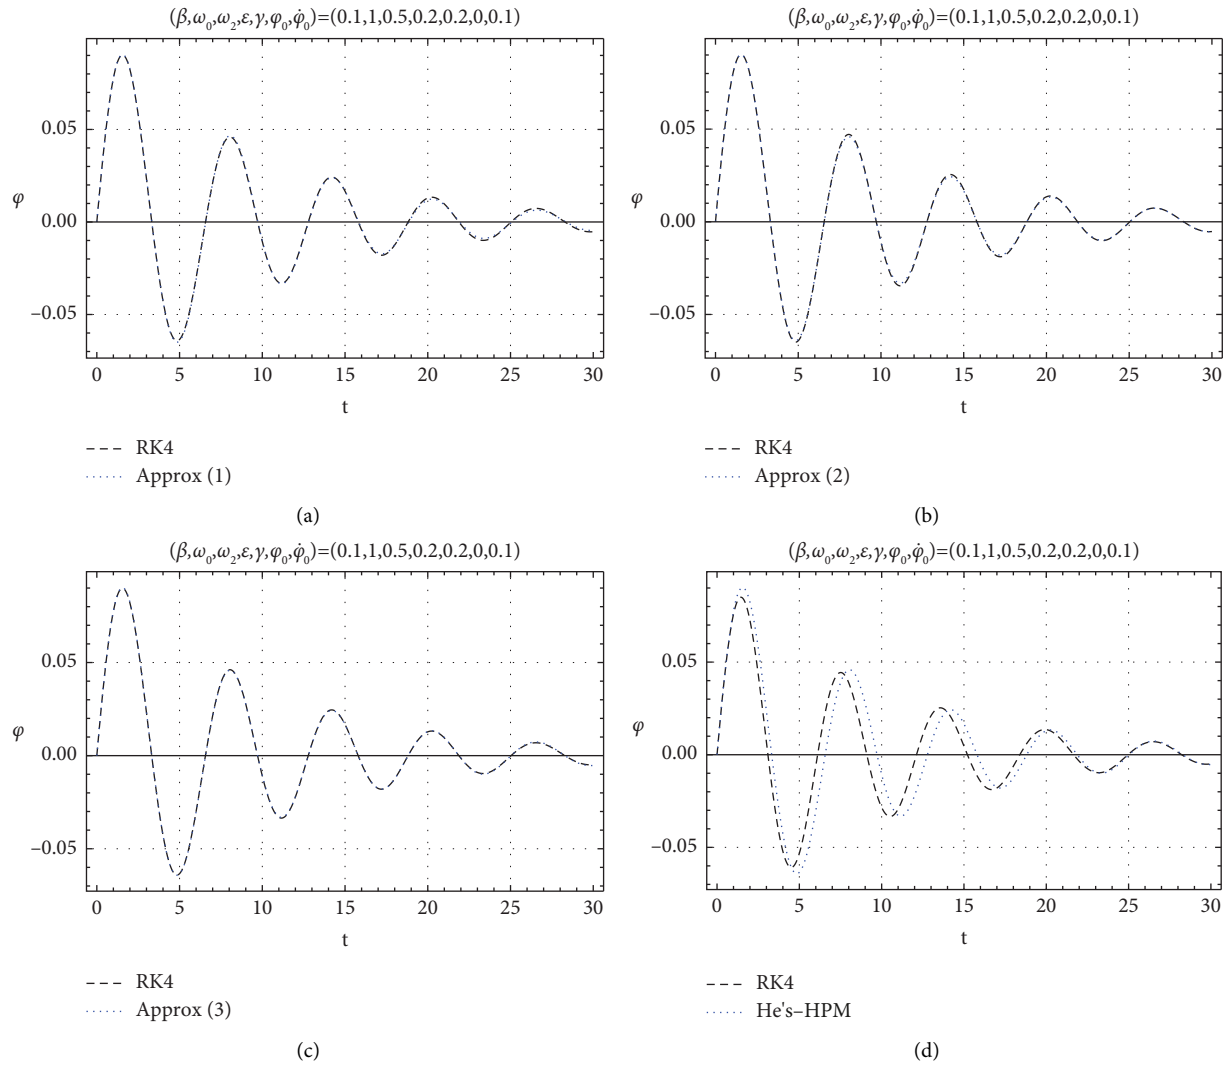 (β,ω₀,ω₂,ε,γ,φ₀,φ̇₀)=(0.1,1,0.5,0.2,0.2,0,0.1)
0.05
0.00
−0.05
φ
0 5 10 15 20 25 30
t
RK4
Approx (1)
(a)
(β,ω₀,ω₂,ε,γ,φ₀,φ̇₀)=(0.1,1,0.5,0.2,0.2,0,0.1)
0.05
0.00
−0.05
φ
0 5 10 15 20 25 30
t
RK4
Approx (2)
(b)
(β,ω₀,ω₂,ε,γ,φ₀,φ̇₀)=(0.1,1,0.5,0.2,0.2,0,0.1)
0.05
0.00
−0.05
φ
0 5 10 15 20 25 30
t
RK4
Approx (3)
(c)
(β,ω₀,ω₂,ε,γ,φ₀,φ̇₀)=(0.1,1,0.5,0.2,0.2,0,0.1)
0.05
0.00
−0.05
φ
0 5 10 15 20 25 30
t
RK4
He's–HPM
(d)